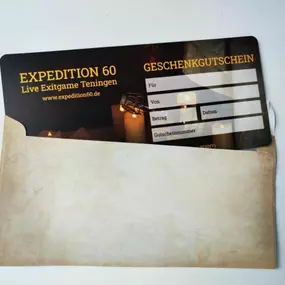 EXPEDITION 60
Live Exitgame Teningen
www.expedition60.de
GESCHENKGUTSCHEIN
Für
Von
Betrag
Datum
Gutscheinnummer